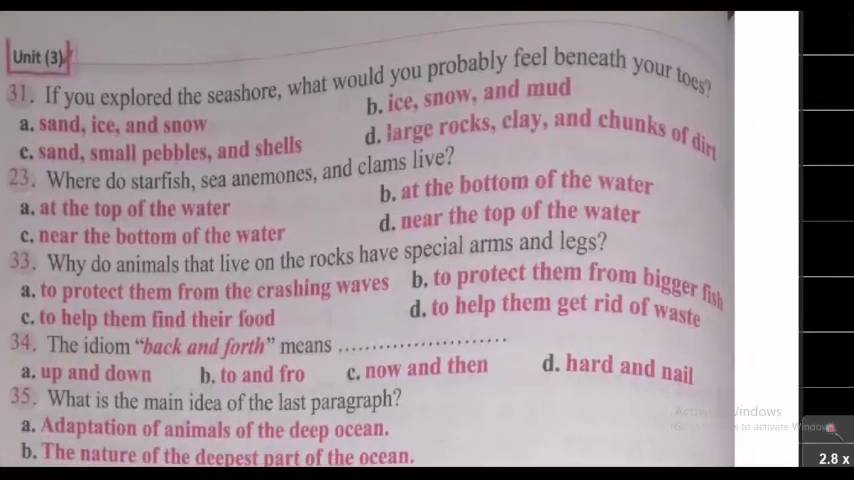 Unit (3)
31. If you explored the seashore, what would you probably feel beneath your toes?
a. sand, ice, and snow b. ice, snow, and mud
c. sand, small pebbles, and shells d. large rocks, clay, and chunks of dirt
23. Where do starfish, sea anemones, and clams live?
a. at the top of the water b. at the bottom of the water
c. near the bottom of the water d. near the top of the water
33. Why do animals that live on the rocks have special arms and legs?
a. to protect them from the crashing waves b. to protect them from bigger fish
c. to help them find their food d. to help them get rid of waste
34. The idiom “back and forth” means ........................
a. up and down b. to and fro c. now and then d. hard and nail
35. What is the main idea of the last paragraph?
a. Adaptation of animals of the deep ocean.
b. The nature of the deepest part of the ocean.
Windows
to activate Windows
2.8 x